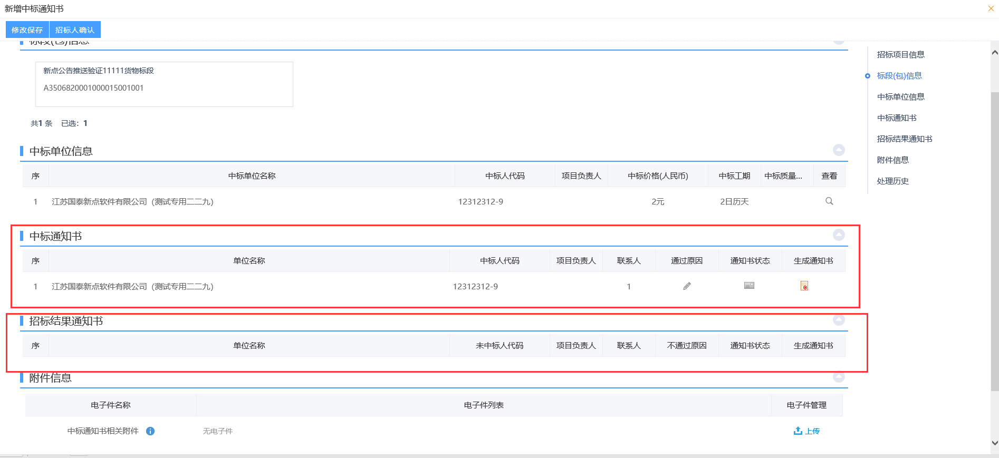 新增中标通知书
修改保存 招标人确认
标段(包)信息
新点公告推送验证11111货物标段
A3506820001000015001001
共1 条 已选：1
中标单位信息
序 中标单位名称 中标人代码 项目负责人 中标价格(人民币) 中标工期 中标质量... 查看
1 江苏国泰新点软件有限公司（测试专用二二九） 12312312-9 2元 2日历天
中标通知书
序 单位名称 中标人代码 项目负责人 联系人 通过原因 通知书状态 生成通知书
1 江苏国泰新点软件有限公司（测试专用二二九） 12312312-9 1
招标结果通知书
序 单位名称 未中标人代码 项目负责人 联系人 不通过原因 通知书状态 生成通知书
附件信息
电子件名称 电子件列表 电子件管理
中标通知书相关附件 无电子件 上传
招标项目信息
标段(包)信息
中标单位信息
中标通知书
招标结果通知书
附件信息
处理历史